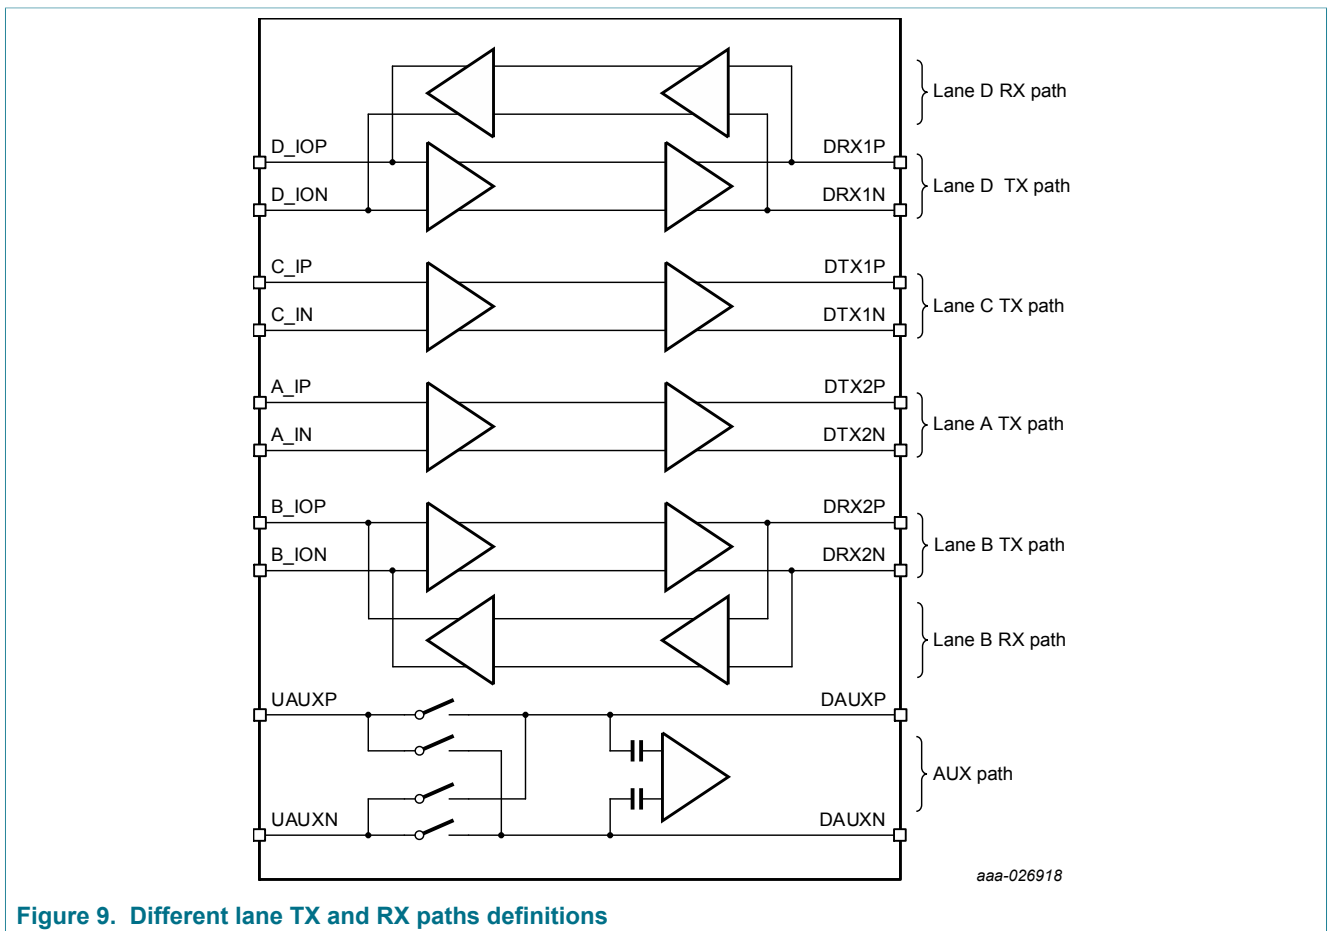 Lane D RX path
D_IOP DRX1P
Lane D TX path
D_ION DRX1N
C_IP DTX1P
Lane C TX path
C_IN DTX1N
A_IP DTX2P
Lane A TX path
A_IN DTX2N
B_IOP DRX2P
Lane B TX path
B_ION DRX2N
Lane B RX path
UAUXP DAUXP
AUX path
UAUXN DAUXN
aaa-026918
Figure 9. Different lane TX and RX paths definitions